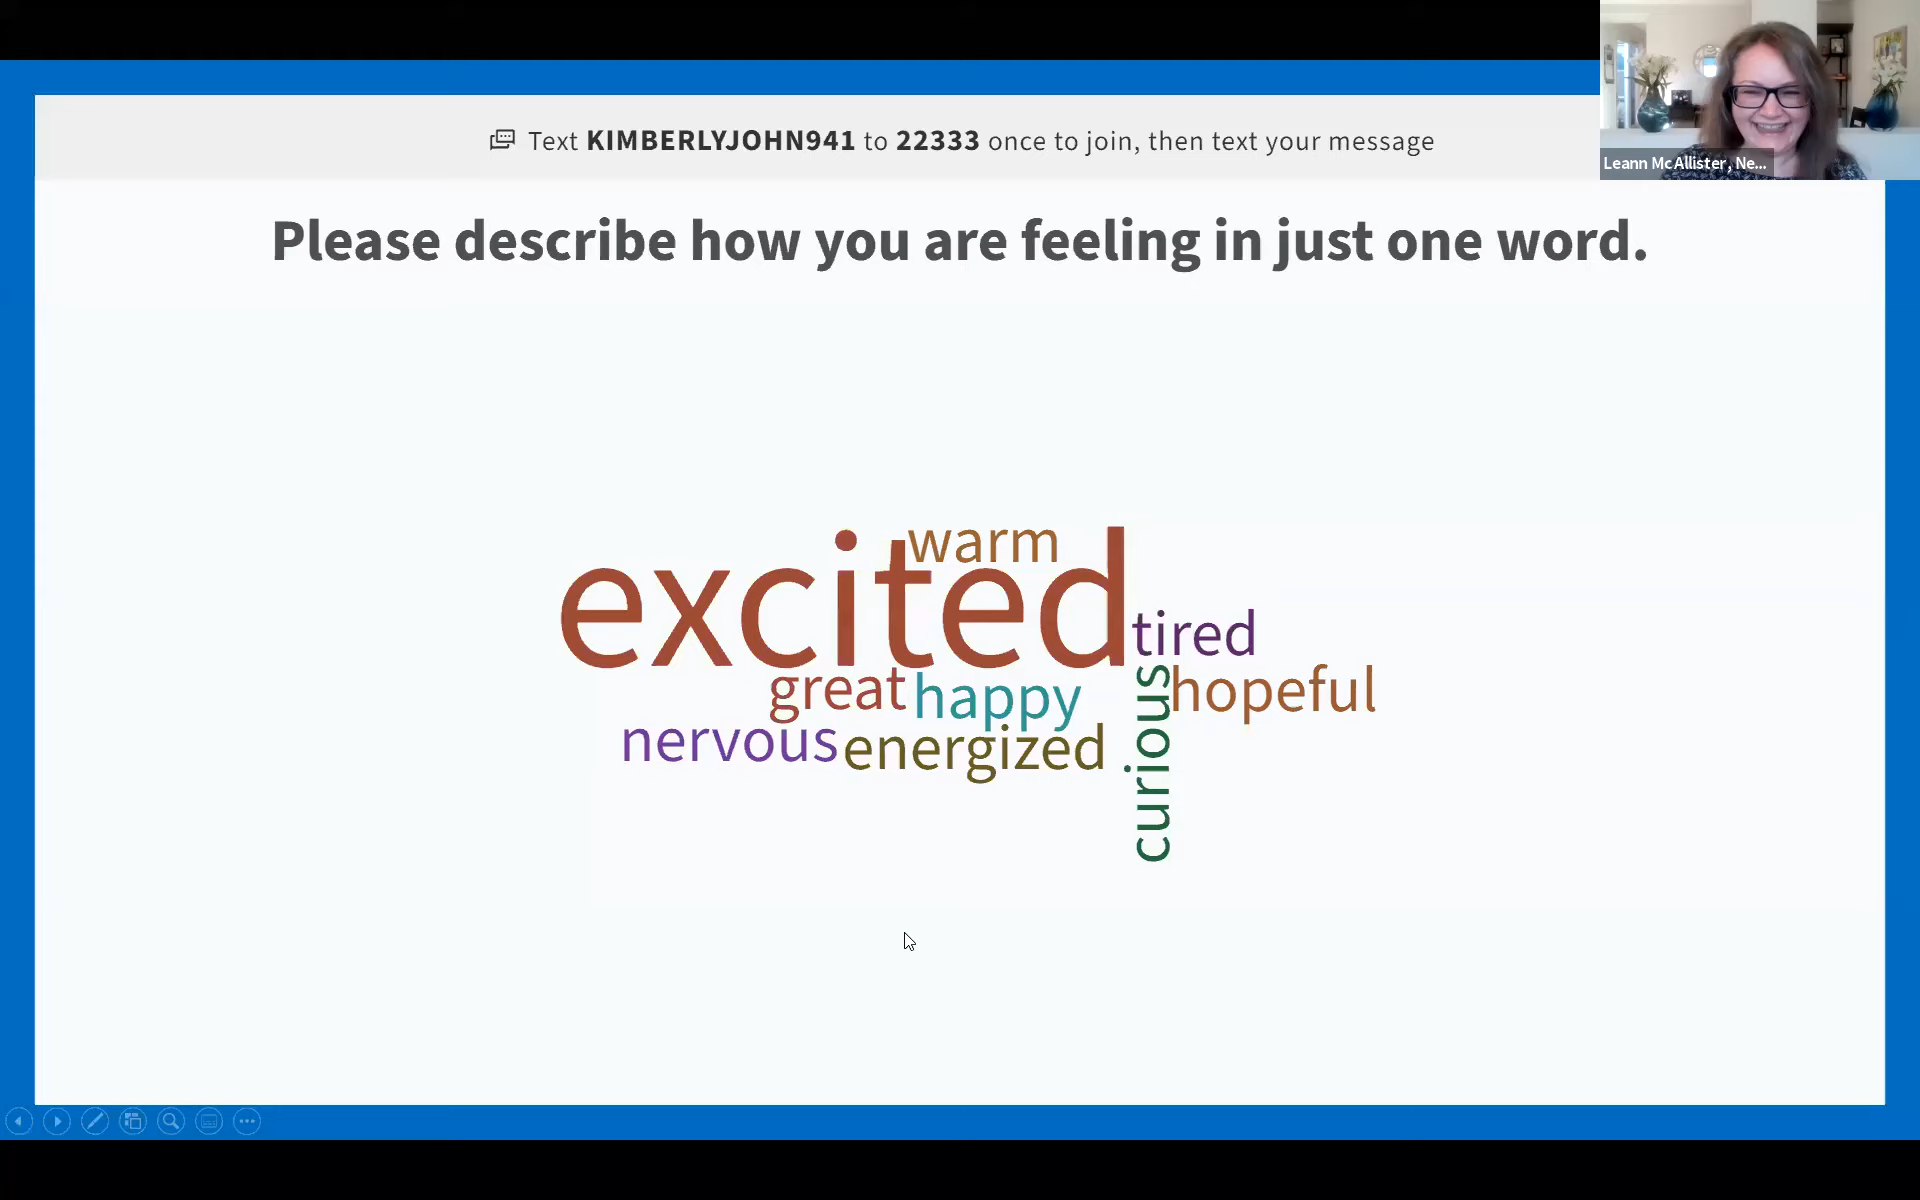 Text KIMBERLYJOHN941 to 22333 once to join, then text your message
Leann McAllister, Ne...
Please describe how you are feeling in just one word.
warm
excited
tired
great
happy
hopeful
nervous
energized
curious